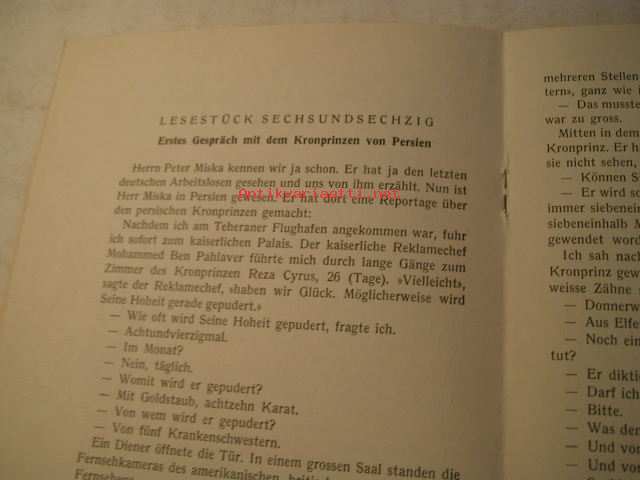 LESESTÜCK SECHSUNDSECHZIG
Erstes Gespräch mit dem Kronprinzen von Persien
Herrn Peter Miska kennen wir ja schon. Er hat ja den letzten
deutschen Arbeitslosen gesehen und uns von ihm erzählt. Nun ist
Herr Miska in Persien gewesen. Er hat dort eine Reportage über
den persischen Kronprinzen gemacht:
Nachdem ich am Teheraner Flughafen angekommen war, fuhr
ich sofort zum kaiserlichen Palais. Der kaiserliche Reklamechef
Mohammed Ben Pahlaver führte mich durch lange Gänge zum
Zimmer des Kronprinzen Reza Cyrus, 26 (Tage). »Vielleicht»,
sagte der Reklamechef, »haben wir Glück. Möglicherweise wird
Seine Hoheit gerade gepudert.»
— Wie oft wird Seine Hoheit gepudert, fragte ich.
— Achtundvierzigmal.
— Im Monat?
— Nein, täglich.
— Womit wird er gepudert?
— Mit Goldstaub, achtzehn Karat.
— Von wem wird er gepudert?
— Von fünf Krankenschwestern.
Ein Diener öffnete die Tür. In einem grossen Saal standen die
Fernsehkameras des amerikanischen,
mehreren Stellen
tern», ganz wie i
— Das musste
war zu gross.
Mitten in dem
Kronprinz. Er h
sie nicht sehen,
— Können S
— Er wird so
immer siebenein
siebeneinhalb M
gewendet word
Ich sah nach
Kronprinz gew
weisse Zähne s
— Donnerw
— Aus Elfe
— Noch ein
tut?
— Er dikti
— Darf ich
— Bitte.
— Was der
— Und vor
— Und vor